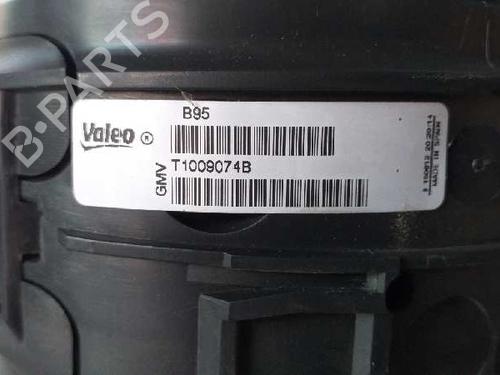 B-PARTS
B95
Valeo ®
GMV T1009074B
MADE IN SPAIN